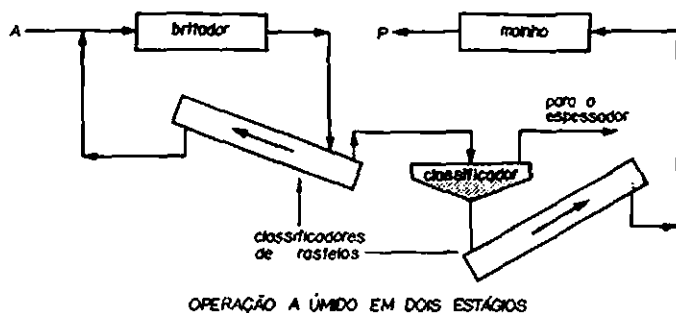 A
britador
P
moinho
para o
espessador
classificador
classificadores
de rastelos
OPERAÇÃO A ÚMIDO EM DOIS ESTÁGIOS